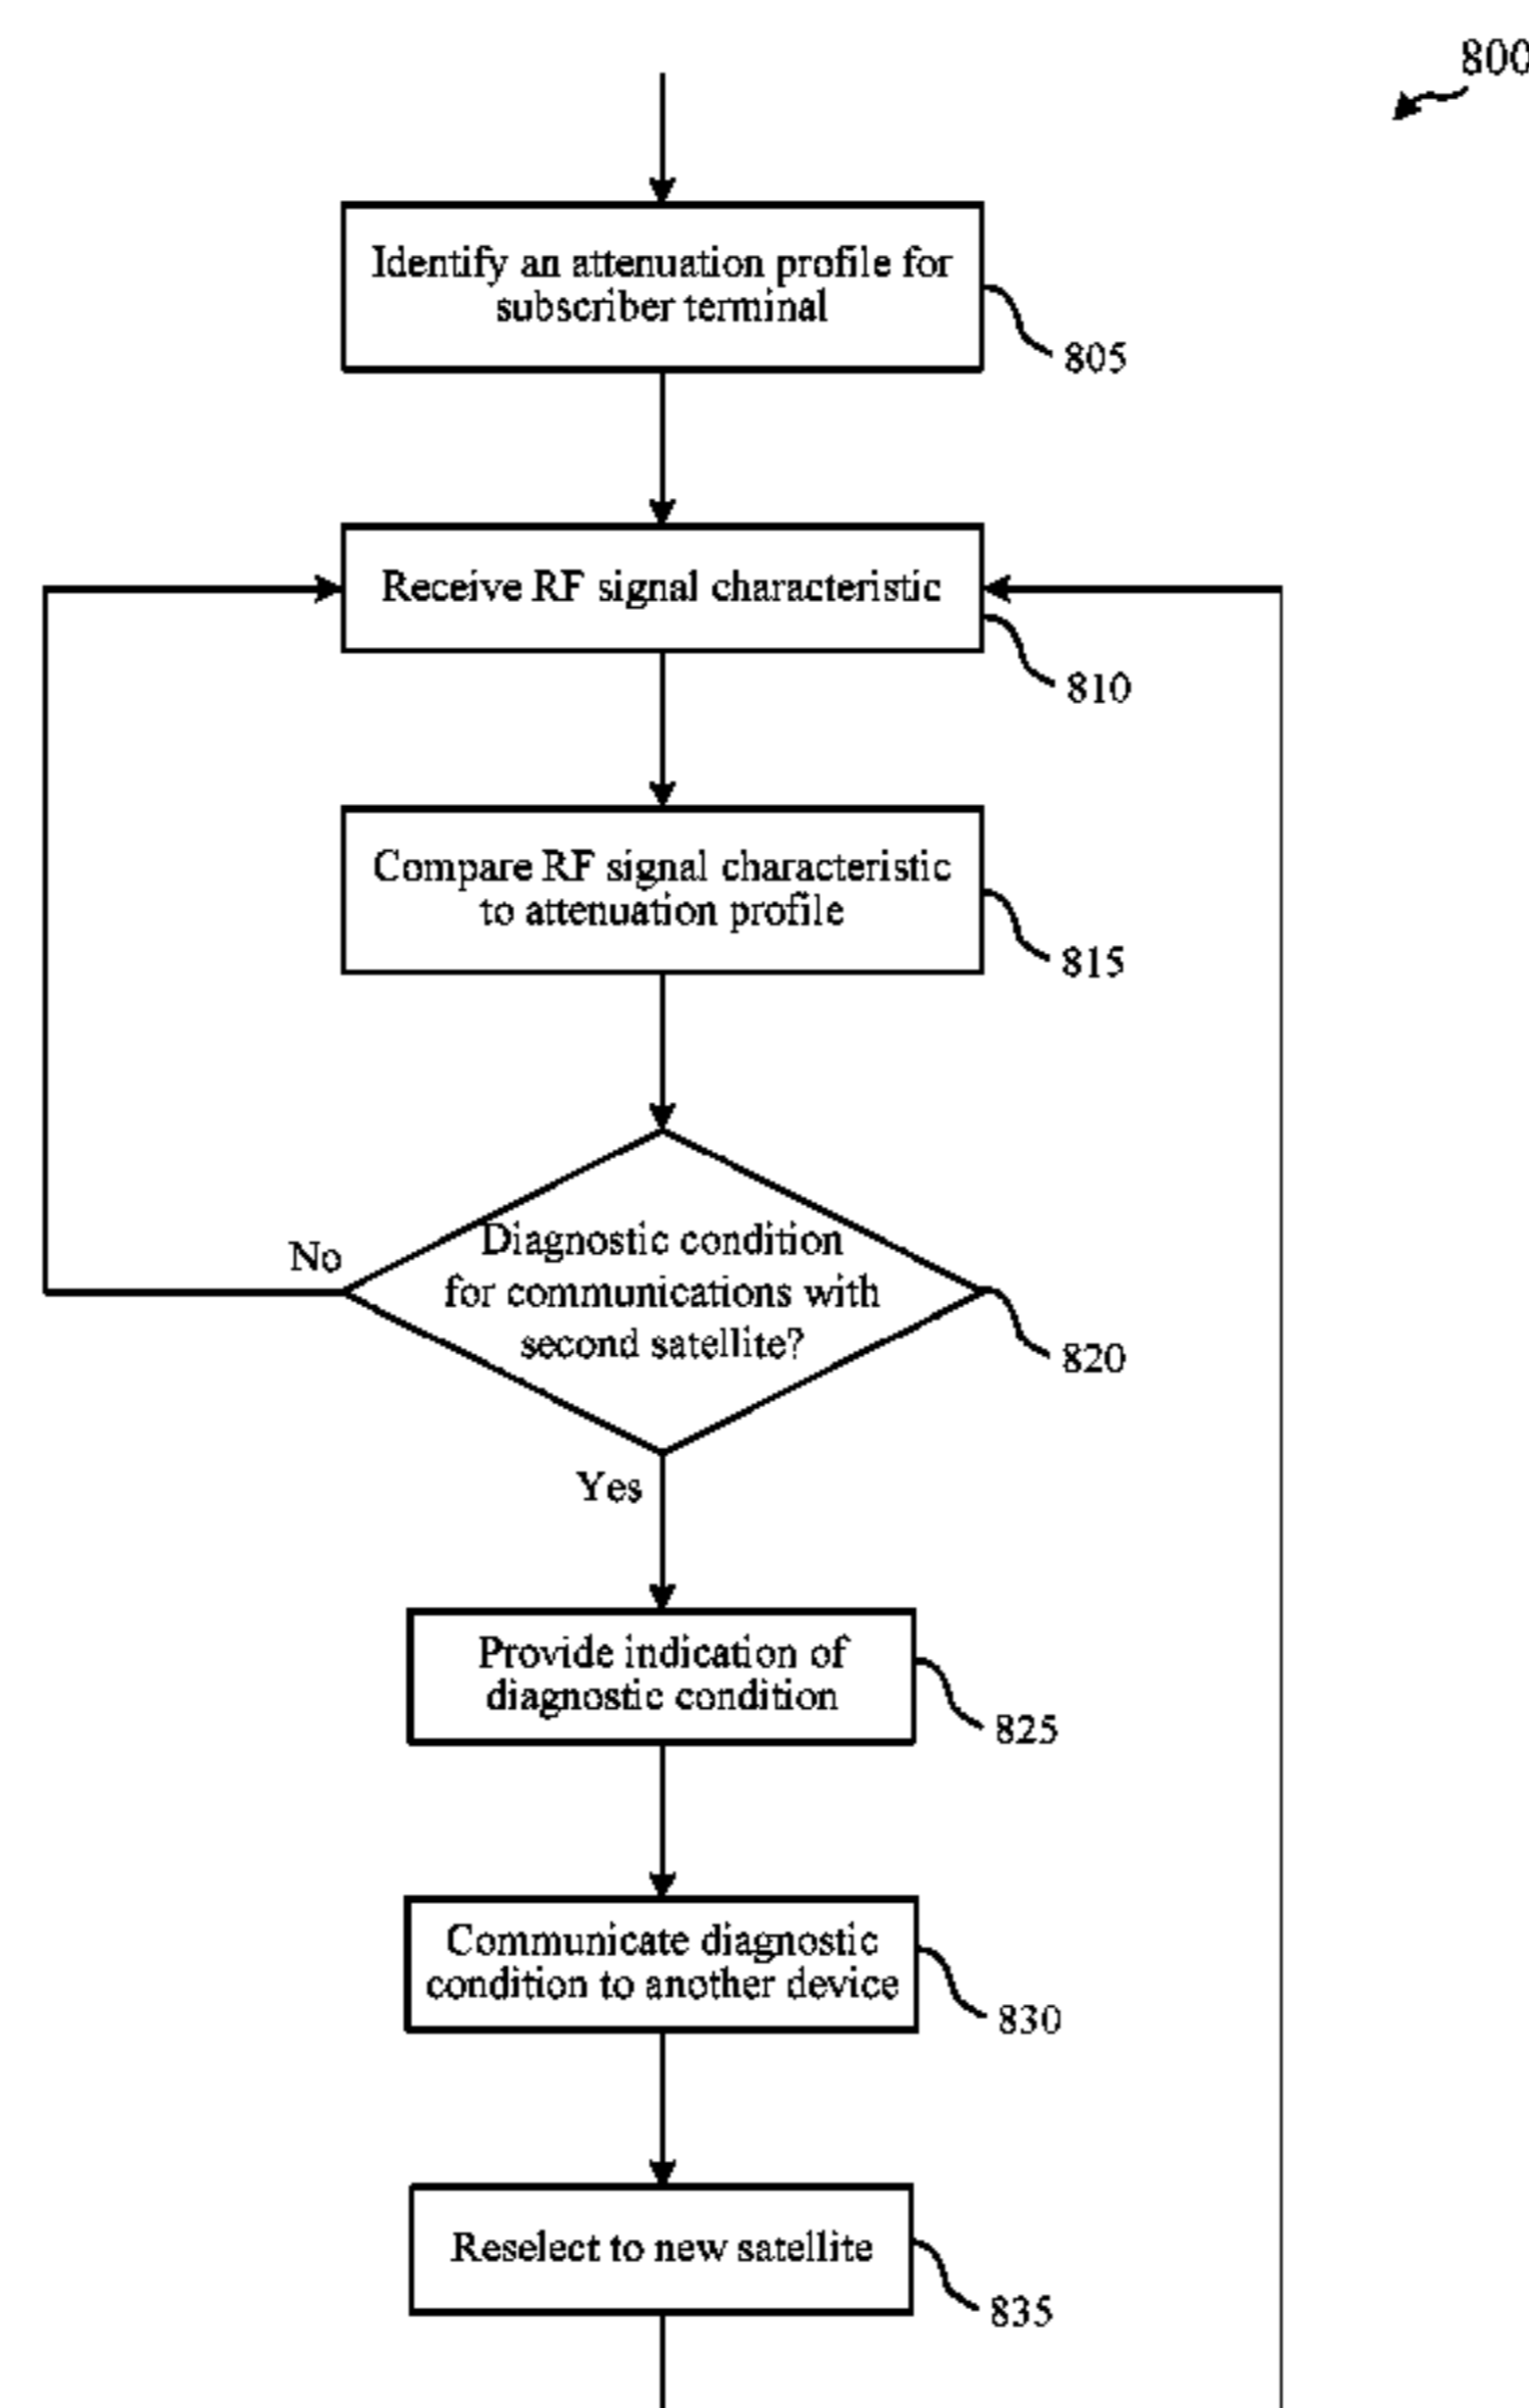 800
Identify an attenuation profile for
subscriber terminal
805
Receive RF signal characteristic
810
Compare RF signal characteristic
to attenuation profile
815
Diagnostic condition
for communications with
second satellite?
No
820
Yes
Provide indication of
diagnostic condition
825
Communicate diagnostic
condition to another device
830
Reselect to new satellite
835